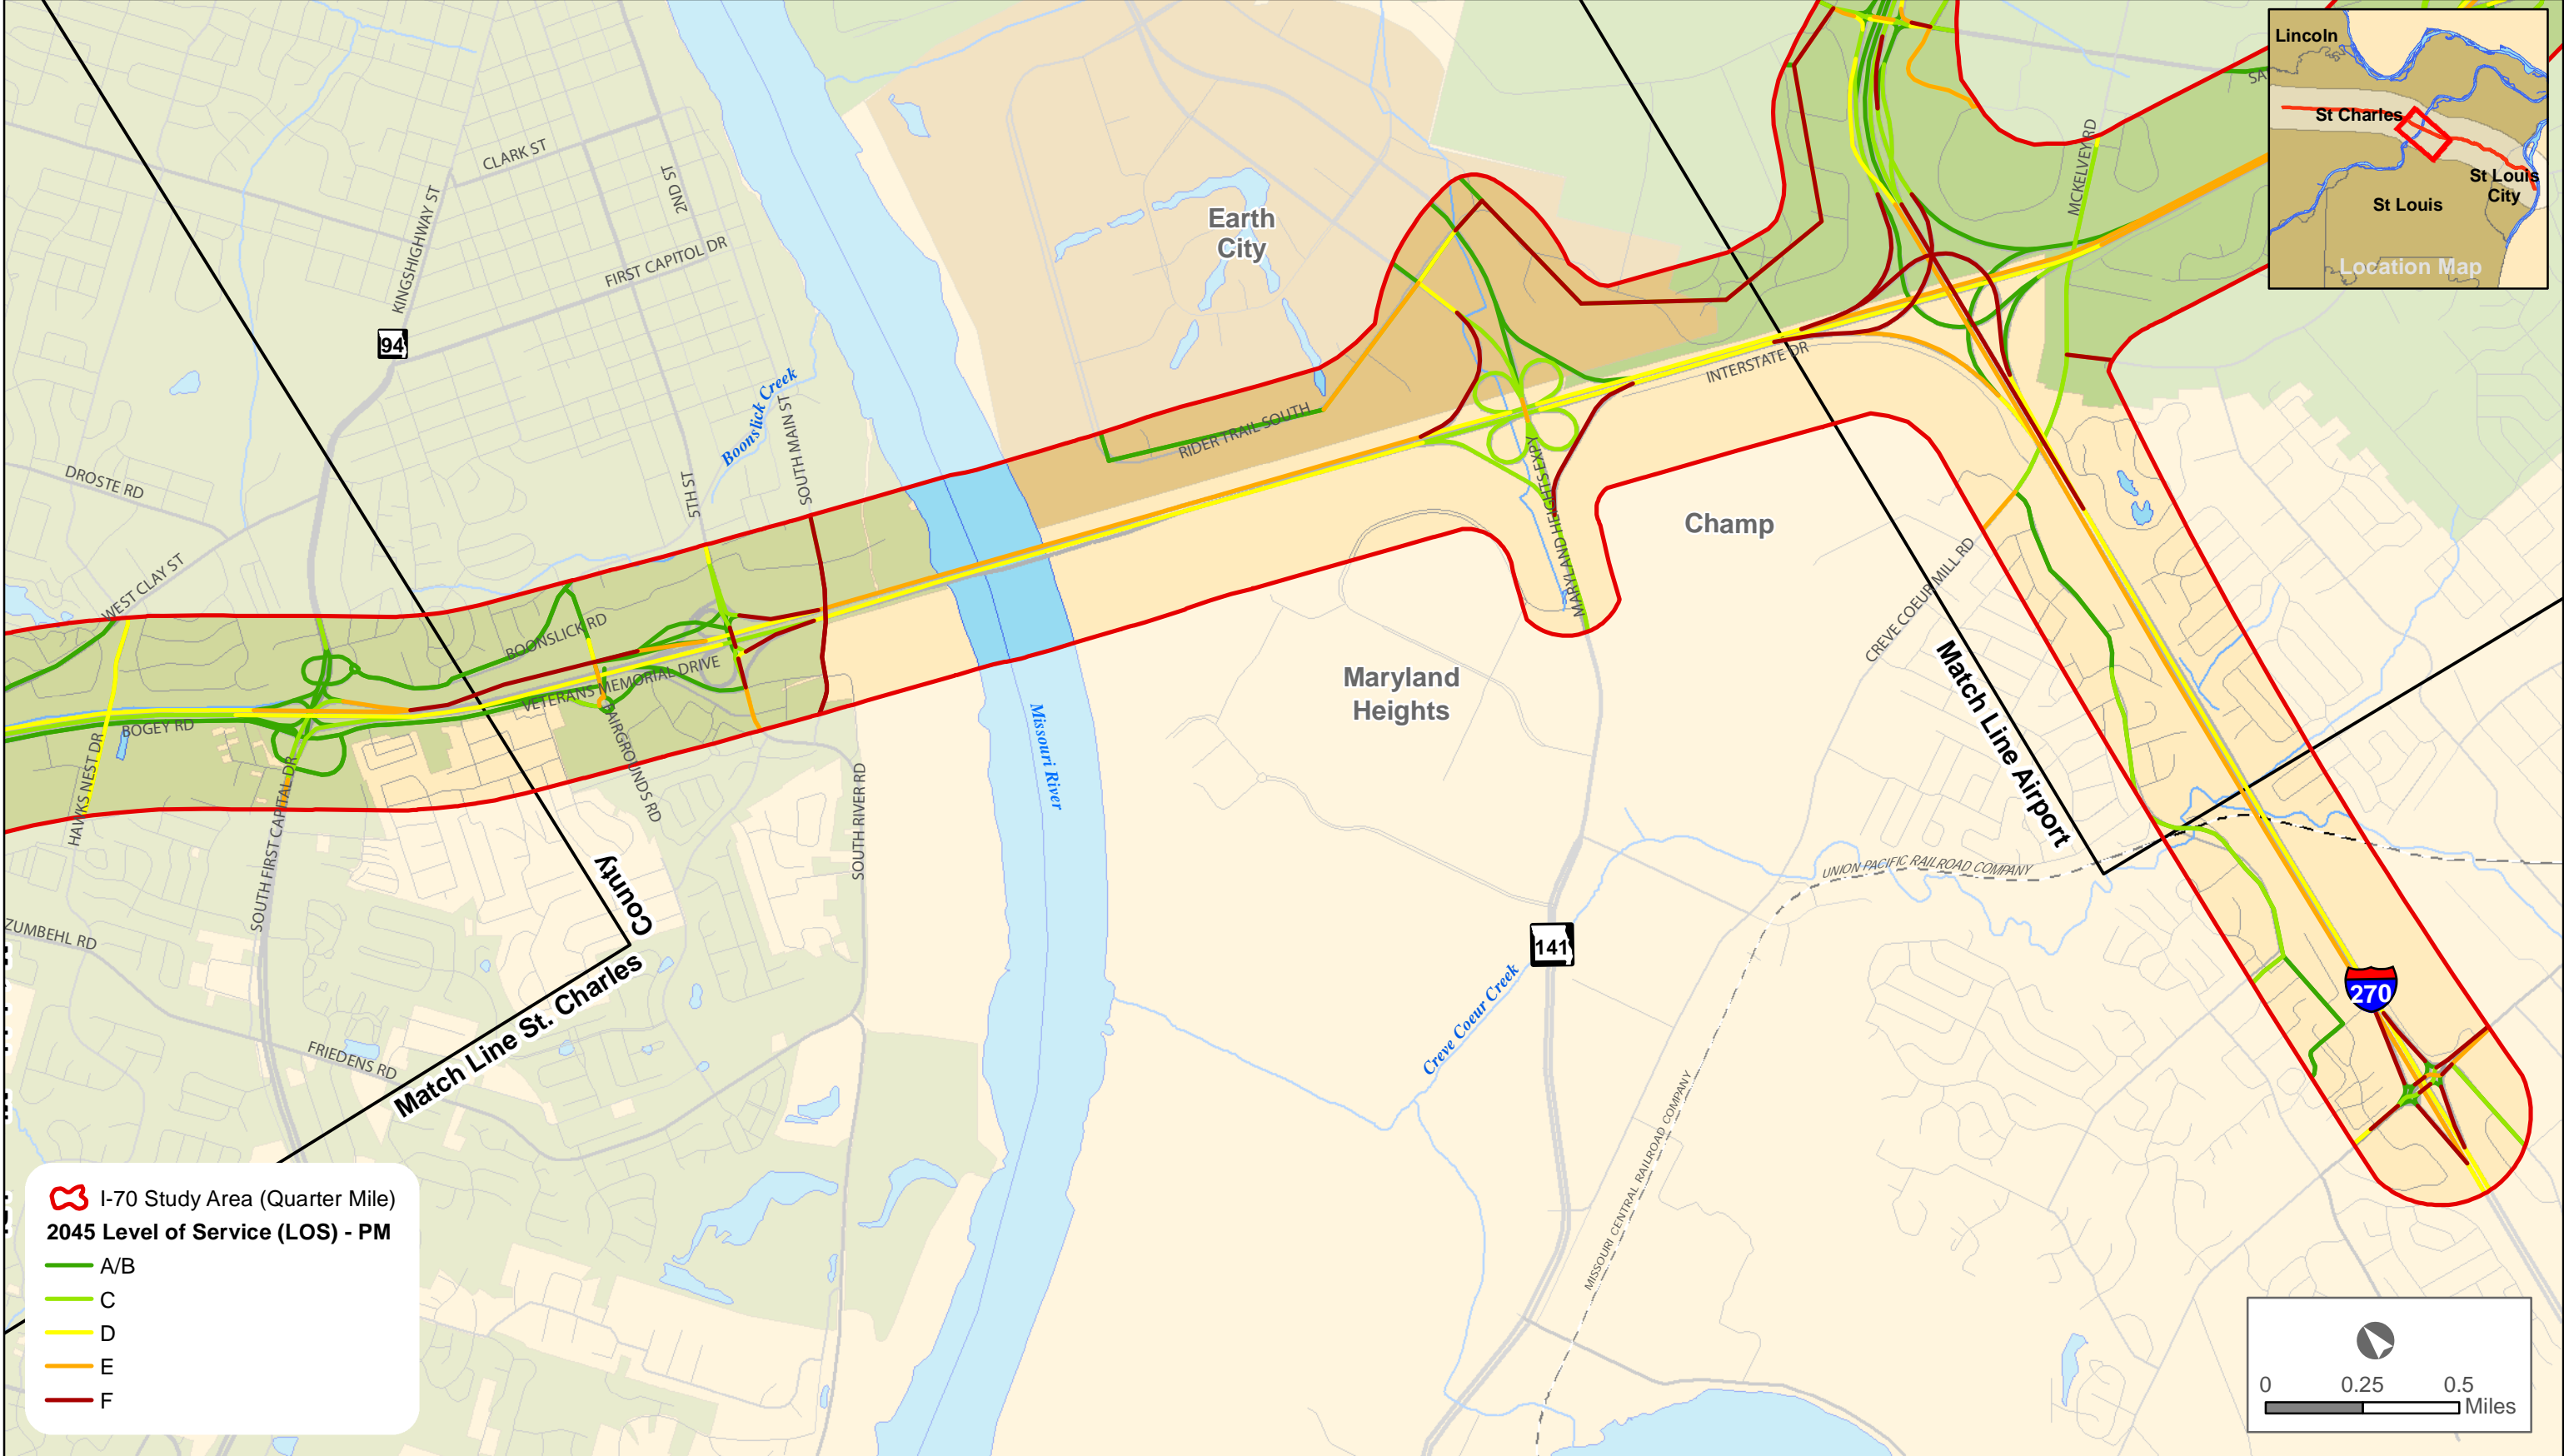 Lincoln
St Charles
St Louis
City
St Louis
Location Map
MCKELVEY RD
SA
CLARK ST
2ND ST
KINGSHIGHWAY ST
FIRST CAPITOL DR
94
Earth
City
Boonslick Creek
SOUTH MAIN ST
5TH ST
DROSTE RD
RIDER TRAIL SOUTH
INTERSTATE DR
MARYLAND HEIGHTS EXPY
Champ
WEST CLAY ST
BOONSLICK RD
VETERANS MEMORIAL DRIVE
BOGEY RD
HAWKS NEST DR
FAIRGROUNDS RD
SOUTH FIRST CAPITAL DR
SOUTH RIVER RD
Missouri River
Maryland
Heights
CREVE COEUR MILL RD
Match Line Airport
UNION PACIFIC RAILROAD COMPANY
ZUMBEHL RD
County
Match Line St. Charles
FRIEDENS RD
141
Creve Coeur Creek
MISSOURI CENTRAL RAILROAD COMPANY
270
I-70 Study Area (Quarter Mile)
2045 Level of Service (LOS) - PM
A/B
C
D
E
F
0 0.25 0.5
Miles